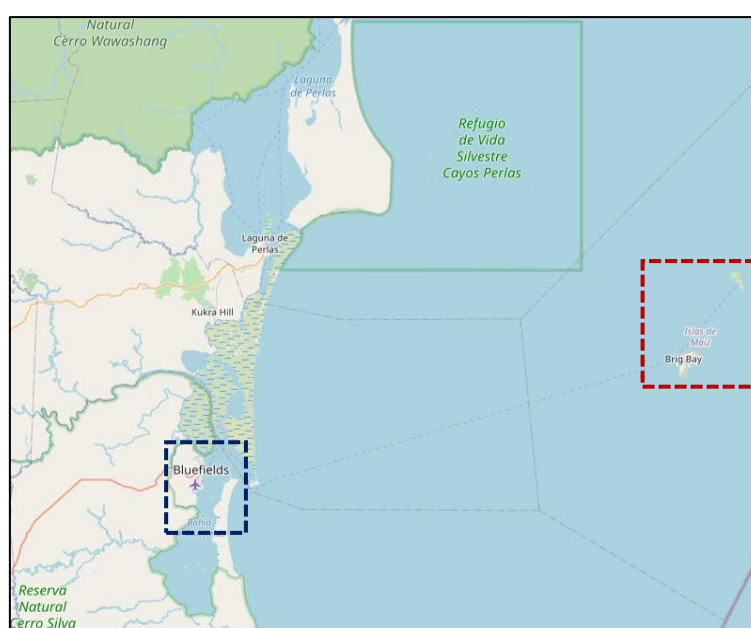 Natural
Cerro Wawashang
Laguna
de Perlas
Refugio
de Vida
Silvestre
Cayos Perlas
Laguna de
Perlas
Kukra Hill
Islas de
Maíz
Brig Bay
Bluefields
Bahía
Reserva
Natural
Cerro Silva